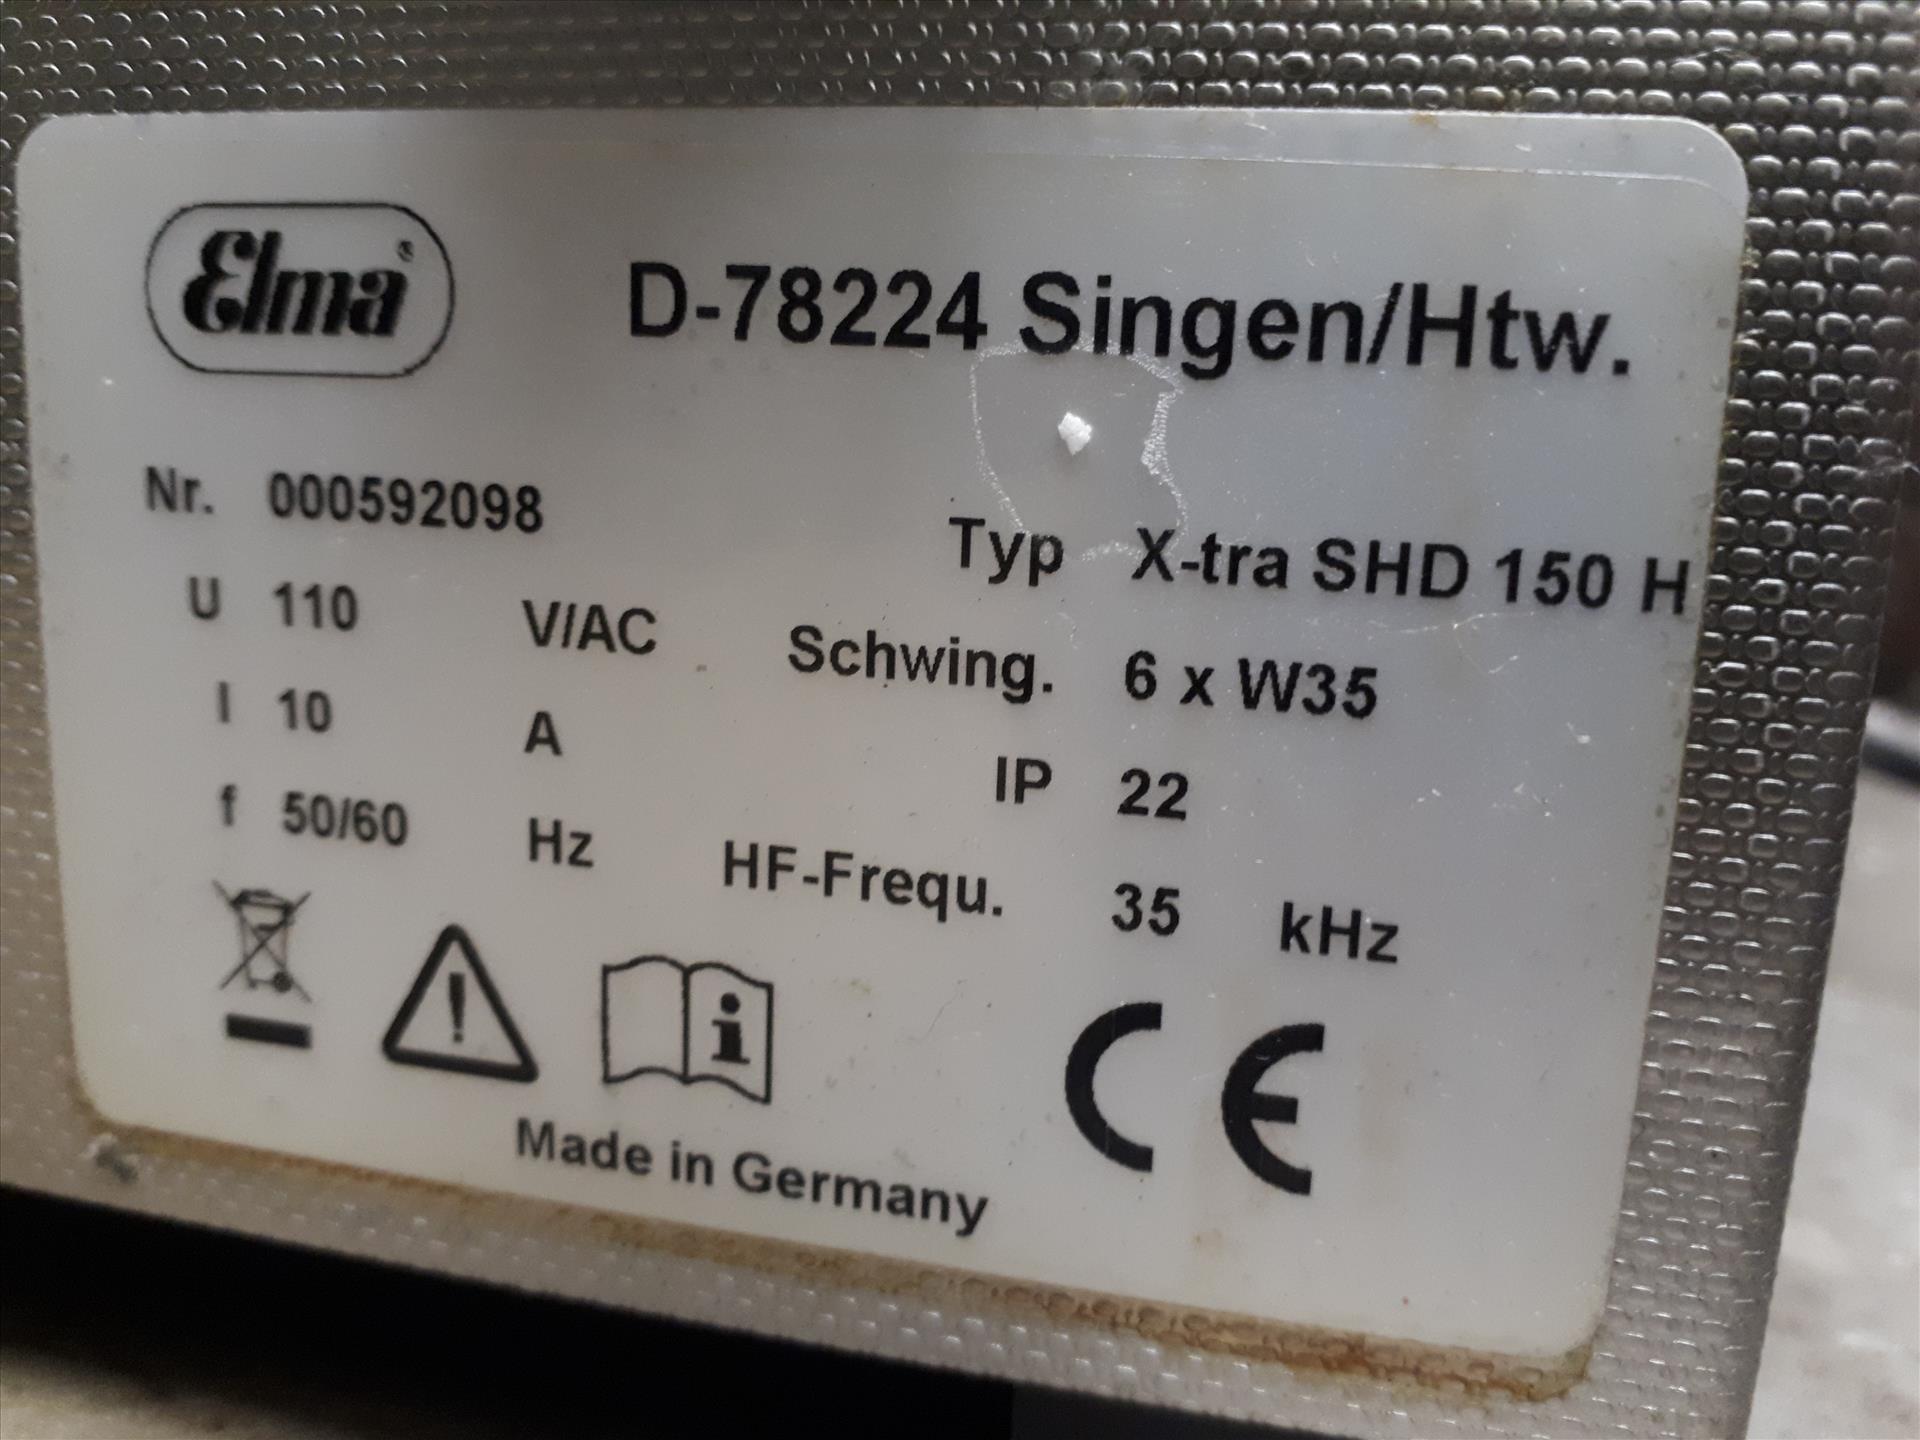 Elma®
D-78224 Singen/Htw.
Nr. 000592098
Typ X-tra SHD 150 H
U 110 V/AC
Schwing. 6 x W35
I 10 A
IP 22
f 50/60 Hz
HF-Frequ. 35 kHz
i
CE
Made in Germany